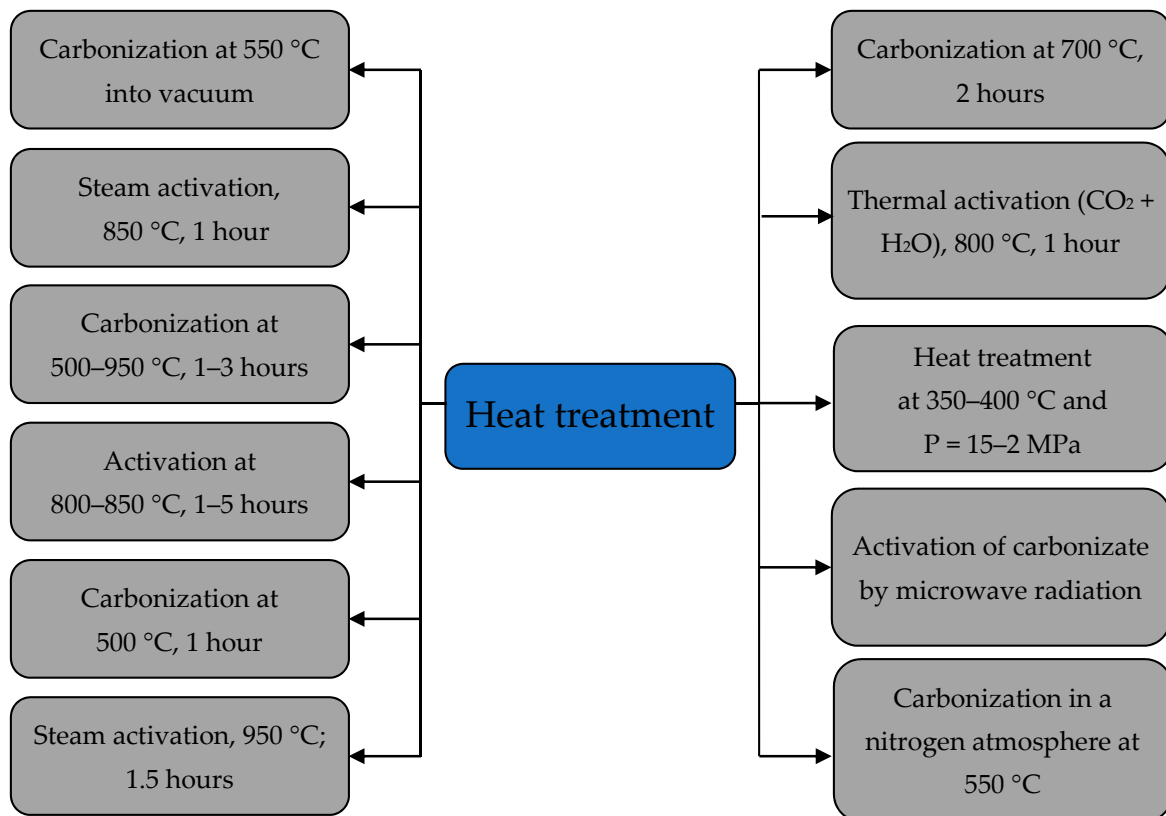 Carbonization at 550 °C
into vacuum
Steam activation,
850 °C, 1 hour
Carbonization at
500–950 °C, 1–3 hours
Activation at
800–850 °C, 1–5 hours
Carbonization at
500 °C, 1 hour
Steam activation, 950 °C;
1.5 hours
Heat treatment
Carbonization at 700 °C,
2 hours
Thermal activation (CO₂ +
H₂O), 800 °C, 1 hour
Heat treatment
at 350–400 °C and
P = 15–2 MPa
Activation of carbonizate
by microwave radiation
Carbonization in a
nitrogen atmosphere at
550 °C